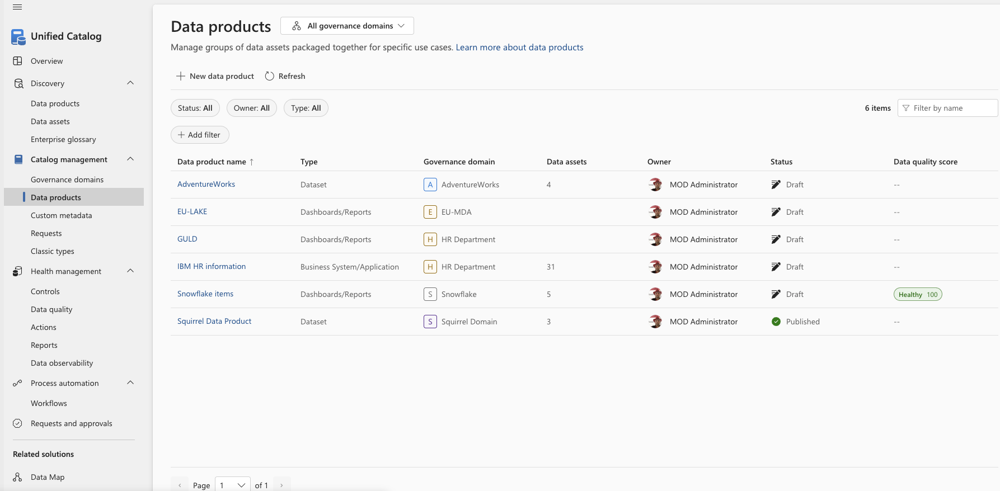 Unified Catalog
Overview
Discovery
Data products
Data assets
Enterprise glossary
Catalog management
Governance domains
Data products
Custom metadata
Requests
Classic types
Health management
Controls
Data quality
Actions
Reports
Data observability
Process automation
Workflows
Requests and approvals
Related solutions
Data Map
Data products All governance domains
Manage groups of data assets packaged together for specific use cases. Learn more about data products
New data product Refresh
Status: All Owner: All Type: All 6 items Filter by name
Add filter
Data product name ↑ Type Governance domain Data assets Owner Status Data quality score
AdventureWorks Dataset A AdventureWorks 4 MOD Administrator Draft --
EU-LAKE Dashboards/Reports E EU-MDA MOD Administrator Draft --
GULD Dashboards/Reports H HR Department MOD Administrator Draft --
IBM HR information Business System/Application H HR Department 31 MOD Administrator Draft --
Snowflake items Dashboards/Reports S Snowflake 5 MOD Administrator Draft Healthy 100
Squirrel Data Product Dataset S Squirrel Domain 3 MOD Administrator Published --
Page 1 of 1